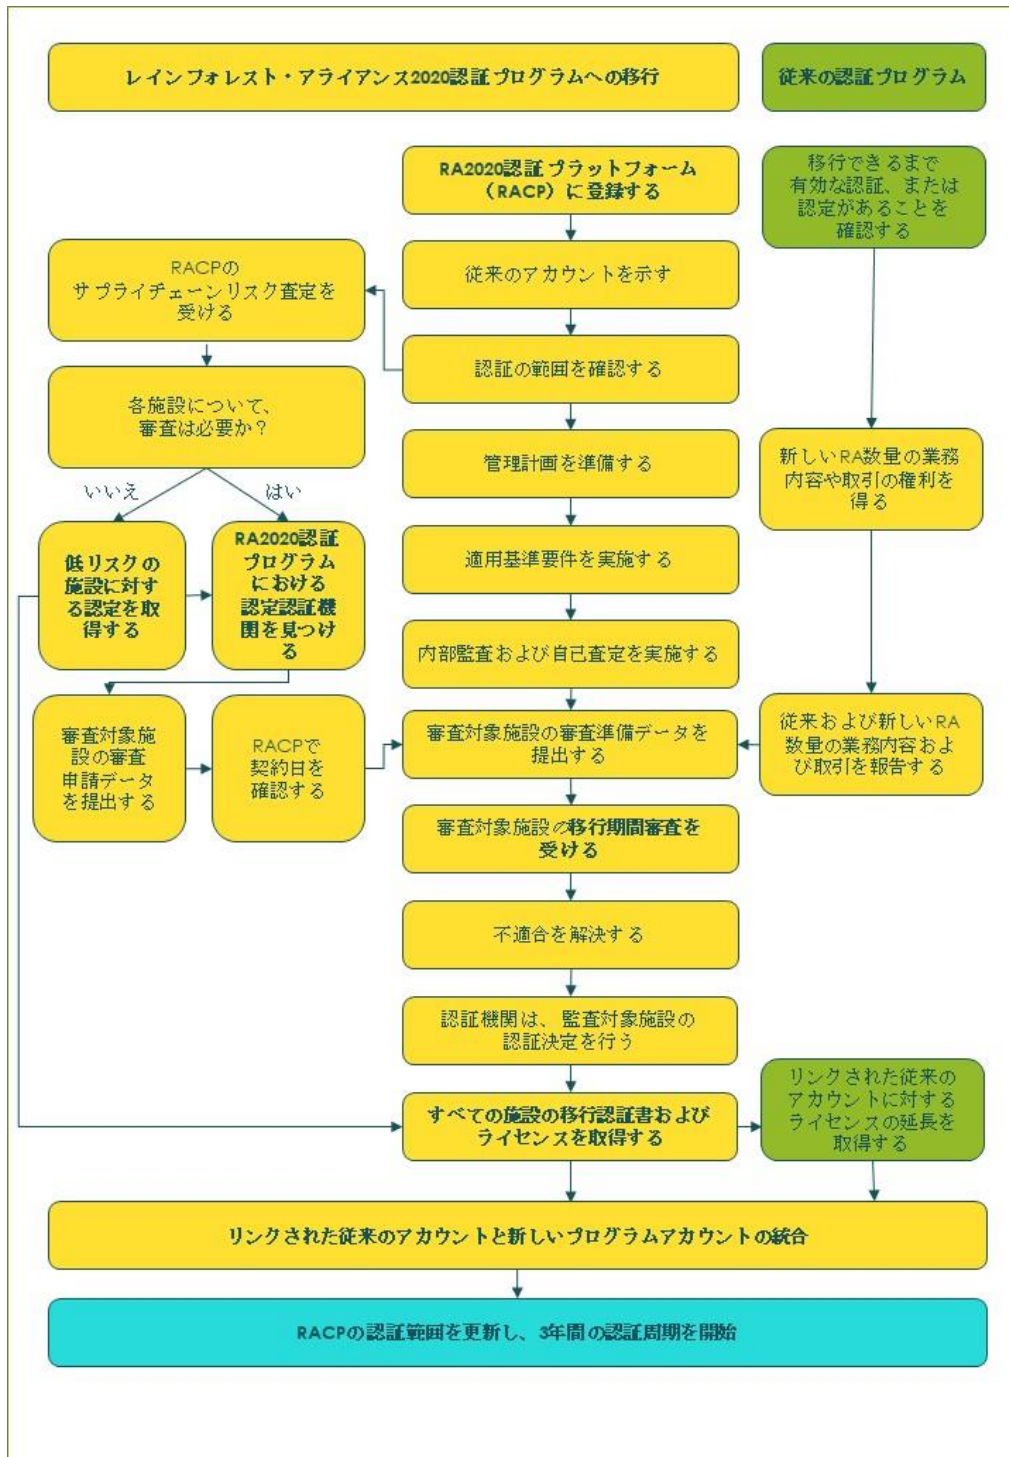 レインフォレスト・アライアンス2020認証プログラムへの移行
従来の認証プログラム
RA2020認証プラットフォーム
（RACP）に登録する
移行できるまで
有効な認証、または
認定があることを
確認する
RACPの
サプライチェーンリスク査定を
受ける
従来のアカウントを示す
認証の範囲を確認する
各施設について、
審査は必要か？
管理計画を準備する
新しいRA数量の業務
内容や取引の権利を
得る
いいえ
はい
低リスクの
施設に対す
る認定を取
得する
RA2020認証
プログラム
における
認定認証機
関を見つけ
る
適用基準要件を実施する
内部監査および自己査定を実施する
審査対象施
設の審査
申請データ
を提出する
RACPで
契約日を
確認する
審査対象施設の審査準備データを
提出する
従来および新しいRA
数量の業務内容およ
び取引を報告する
審査対象施設の移行期間審査を
受ける
不適合を解決する
認証機関は、監査対象施設の
認証決定を行う
すべての施設の移行認証書および
ライセンスを取得する
リンクされた従来の
アカウントに対する
ライセンスの延長を
取得する
リンクされた従来のアカウントと新しいプログラムアカウントの統合
RACPの認証範囲を更新し、3年間の認証周期を開始